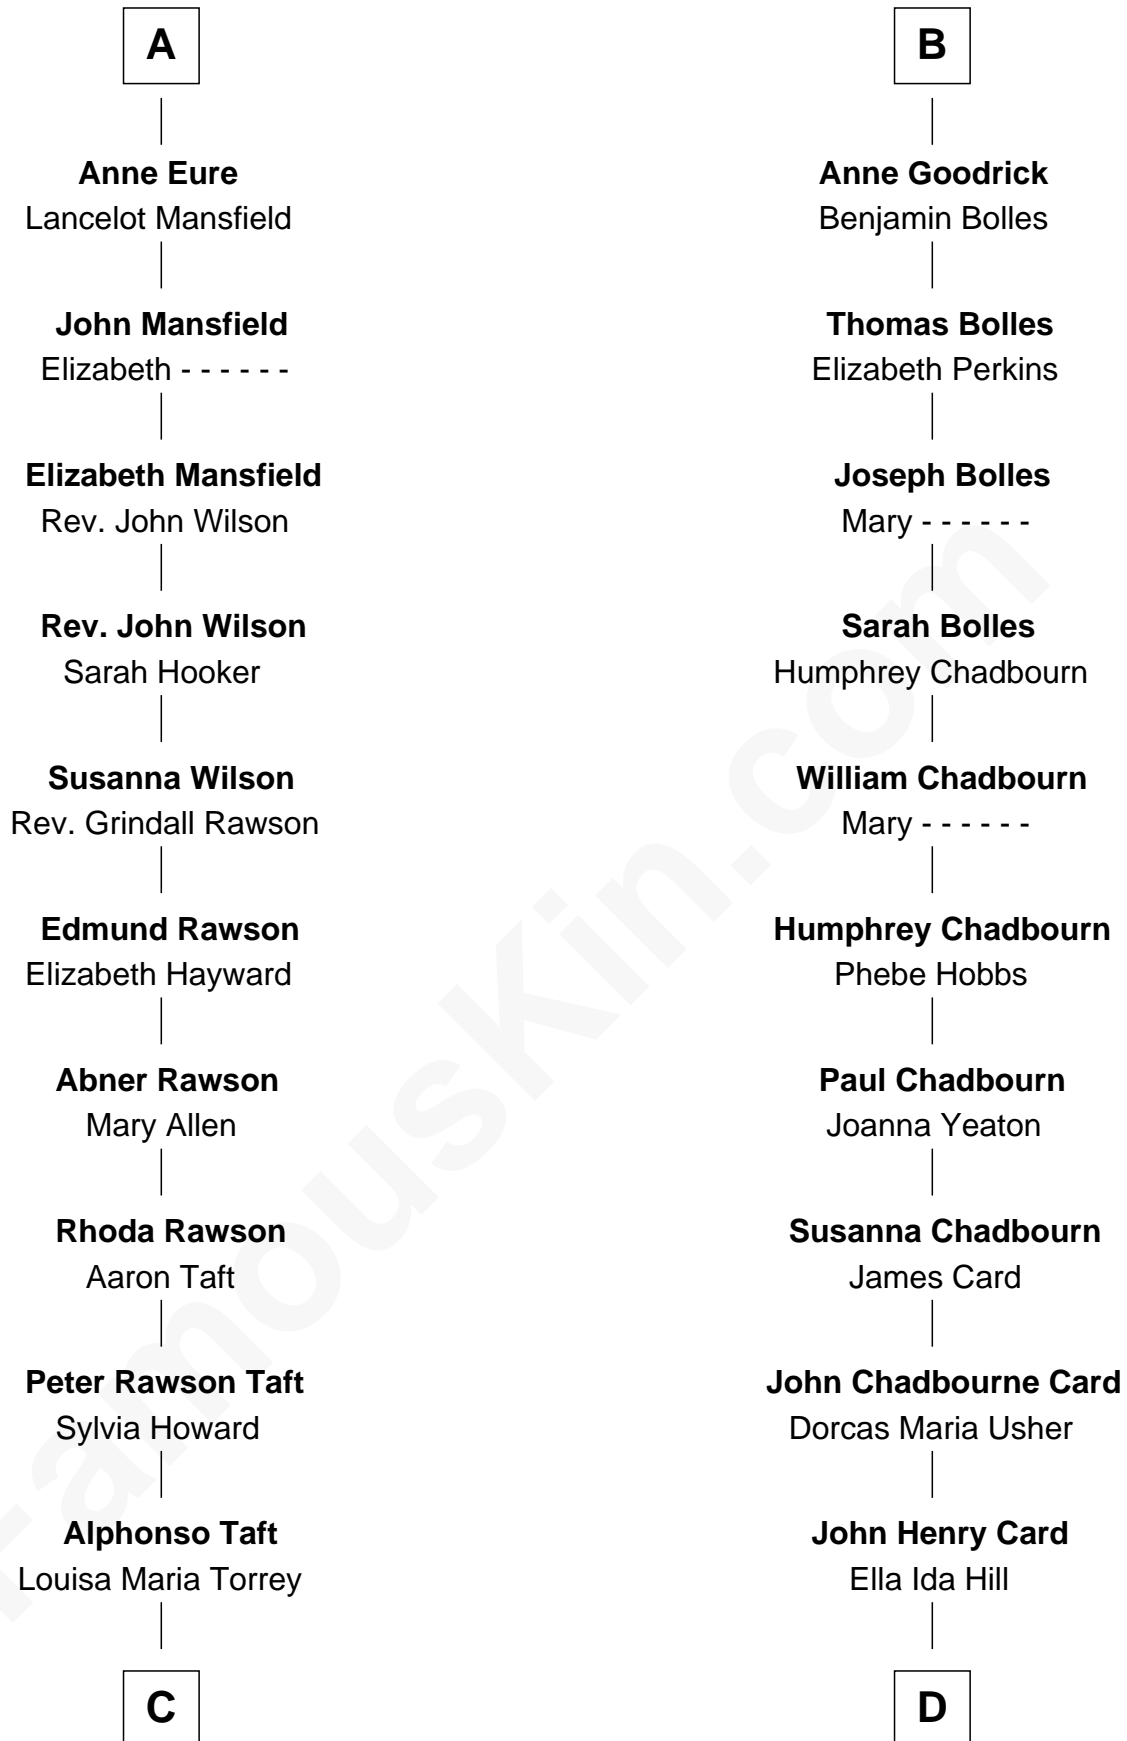 A
Anne Eure
Lancelot Mansfield
John Mansfield
Elizabeth - - - - - -
Elizabeth Mansfield
Rev. John Wilson
Rev. John Wilson
Sarah Hooker
Susanna Wilson
Rev. Grindall Rawson
Edmund Rawson
Elizabeth Hayward
Abner Rawson
Mary Allen
Rhoda Rawson
Aaron Taft
Peter Rawson Taft
Sylvia Howard
Alphonso Taft
Louisa Maria Torrey
C
B
Anne Goodrick
Benjamin Bolles
Thomas Bolles
Elizabeth Perkins
Joseph Bolles
Mary - - - - - -
Sarah Bolles
Humphrey Chadbourn
William Chadbourn
Mary - - - - - -
Humphrey Chadbourn
Phebe Hobbs
Paul Chadbourn
Joanna Yeaton
Susanna Chadbourn
James Card
John Chadbourne Card
Dorcas Maria Usher
John Henry Card
Ella Ida Hill
D
FamousKin.com